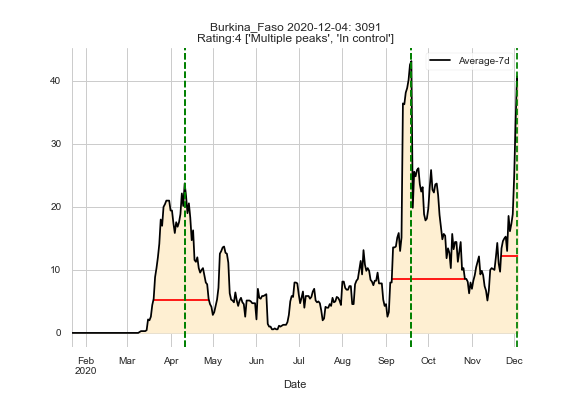 Burkina_Faso 2020-12-04: 3091
Rating:4 ['Multiple peaks', 'In control']
Average-7d
40
30
20
10
0
Feb Mar Apr May Jun Jul Aug Sep Oct Nov Dec
2020
Date